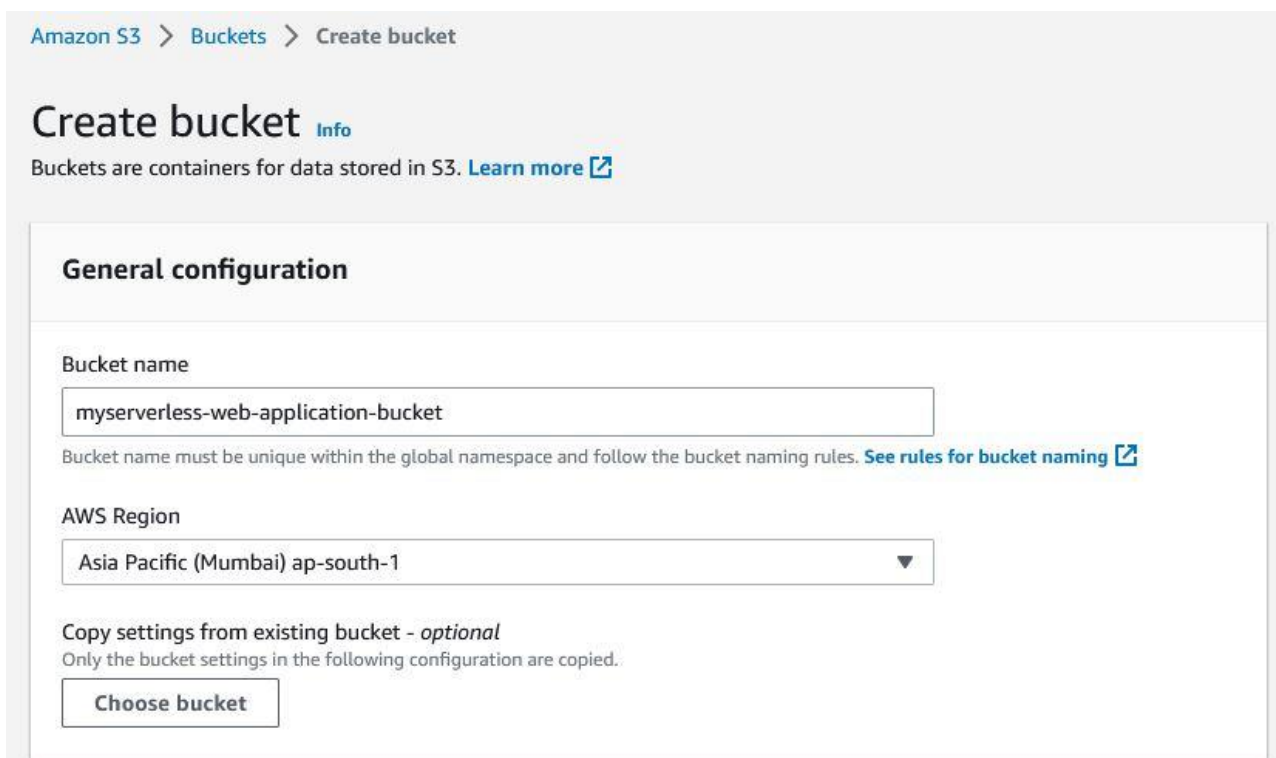 Amazon S3 > Buckets > Create bucket
Create bucket Info
Buckets are containers for data stored in S3. Learn more
General configuration
Bucket name
myserverless-web-application-bucket
Bucket name must be unique within the global namespace and follow the bucket naming rules. See rules for bucket naming
AWS Region
Asia Pacific (Mumbai) ap-south-1
Copy settings from existing bucket - optional
Only the bucket settings in the following configuration are copied.
Choose bucket